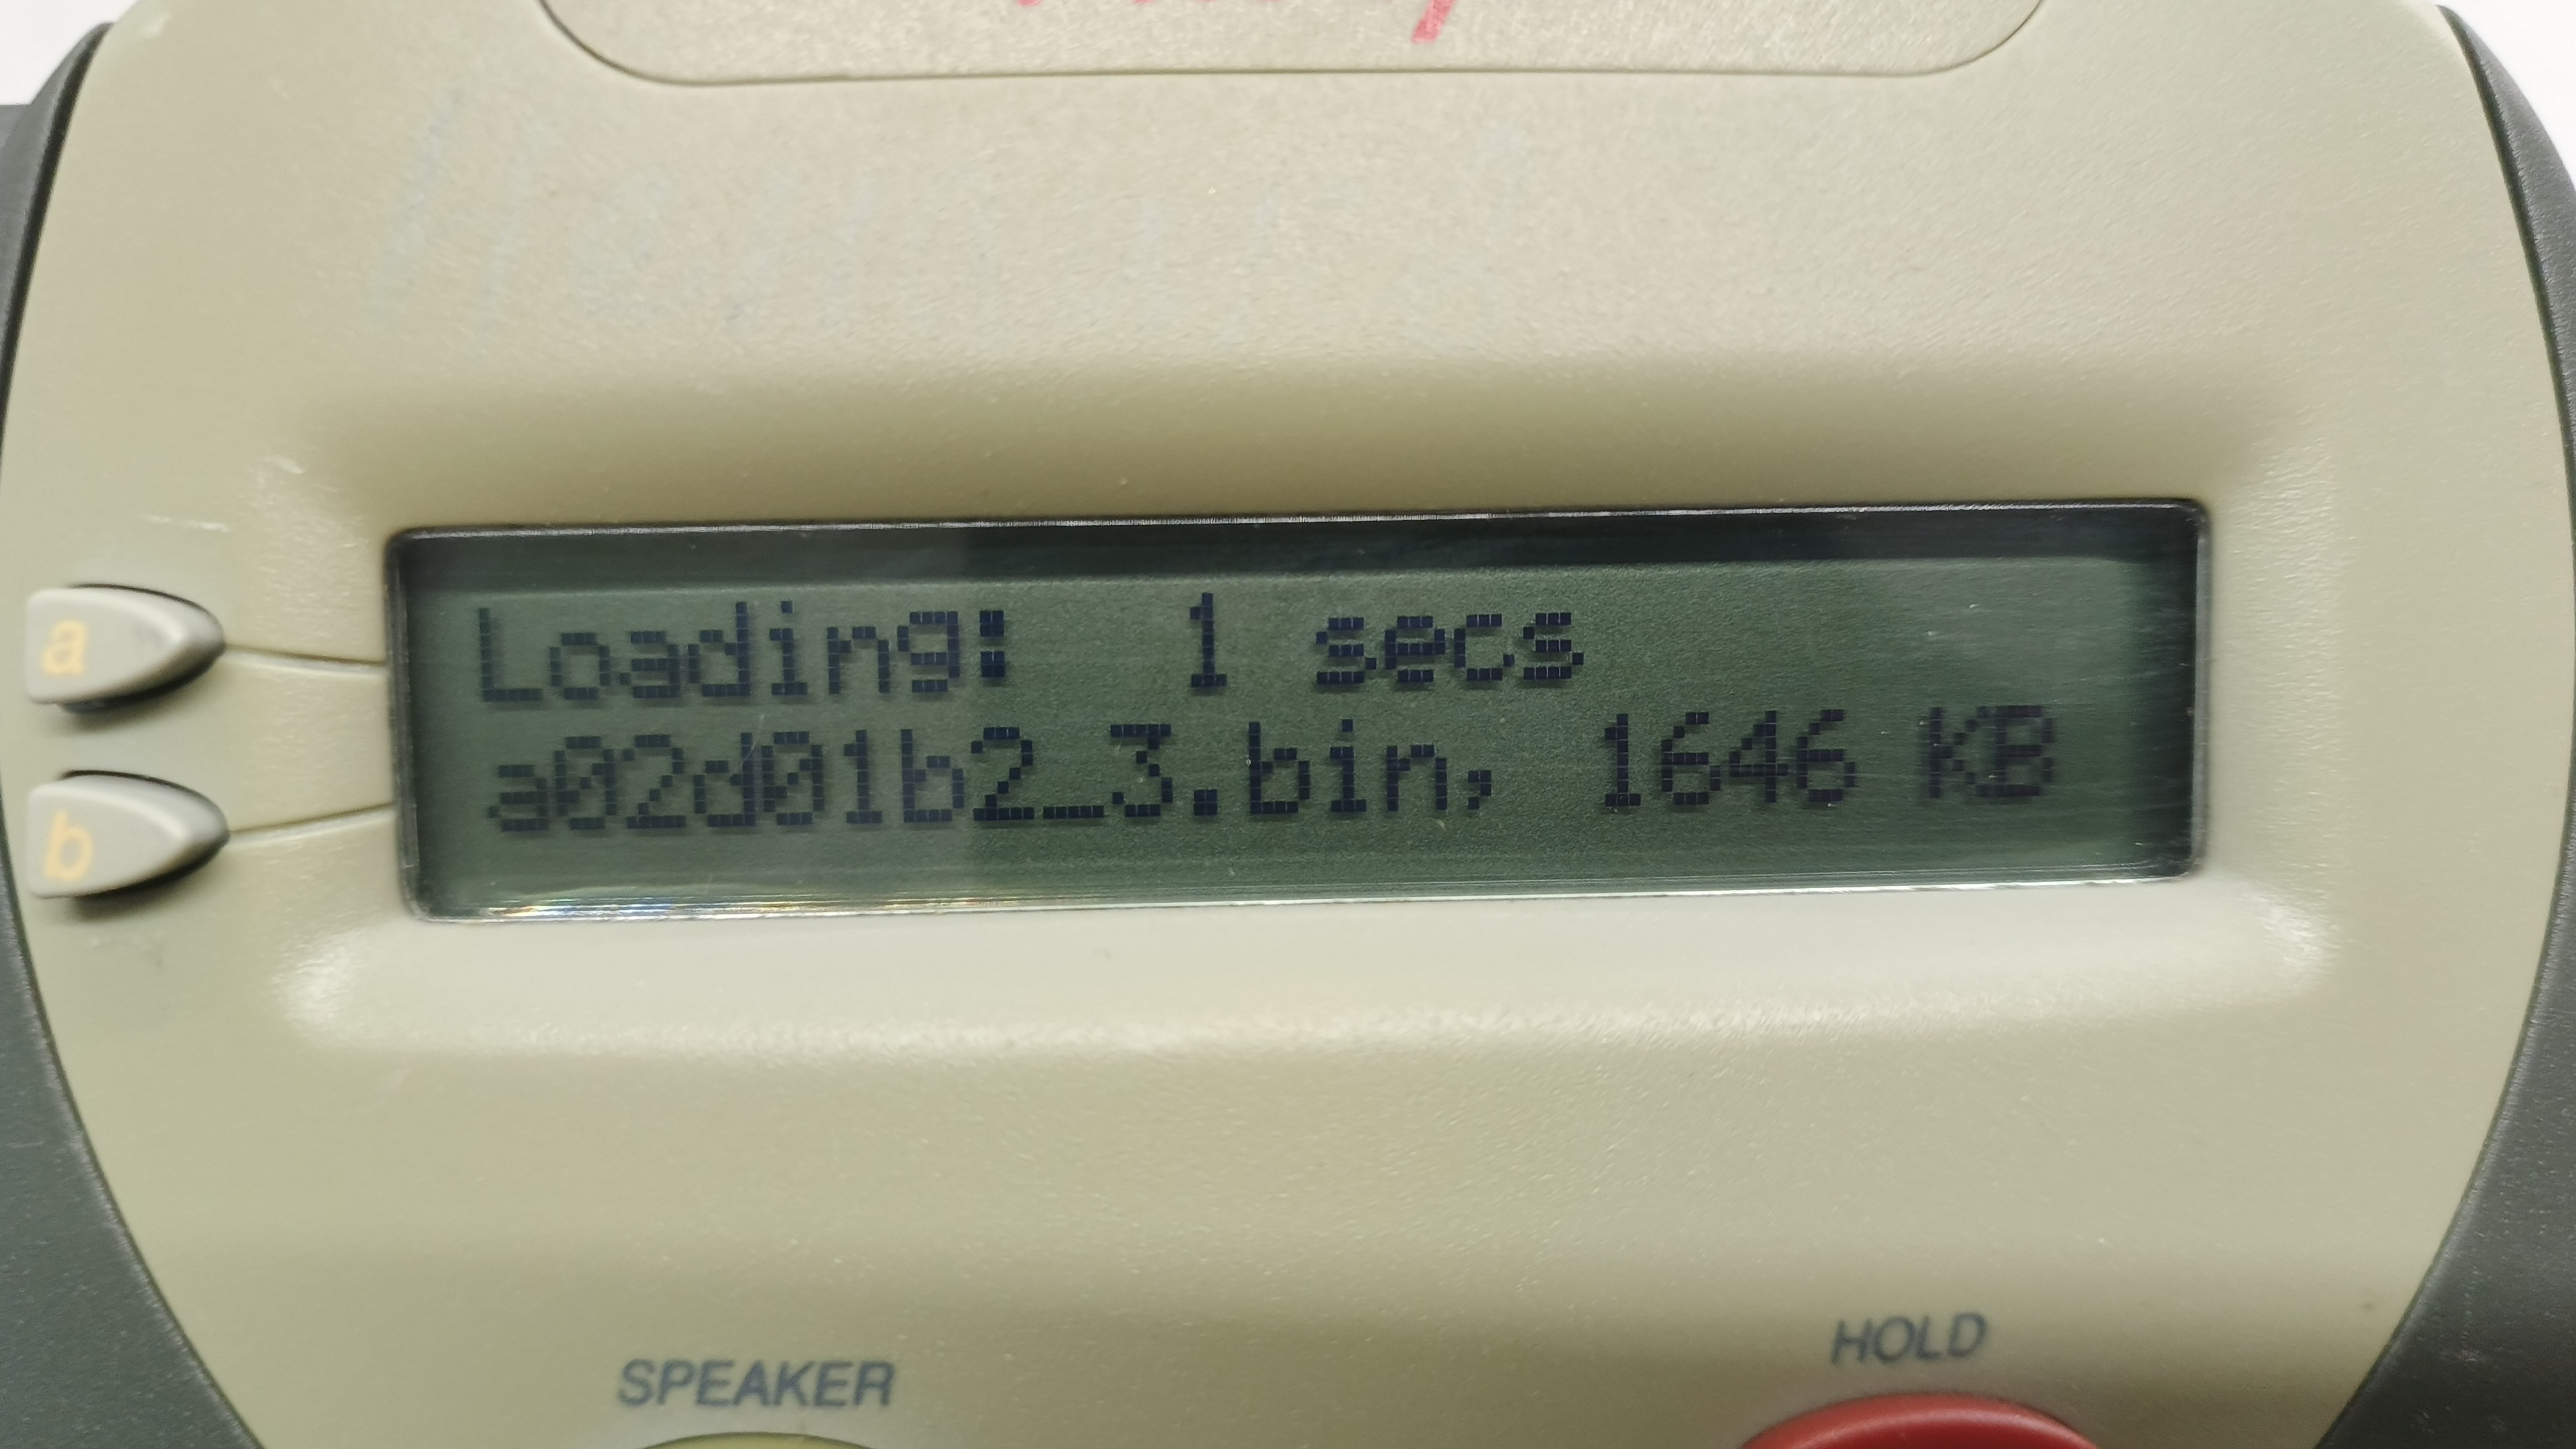 Loading:  1 secs
a02d01b2_3.bin, 1646 KB
a
b
SPEAKER
HOLD